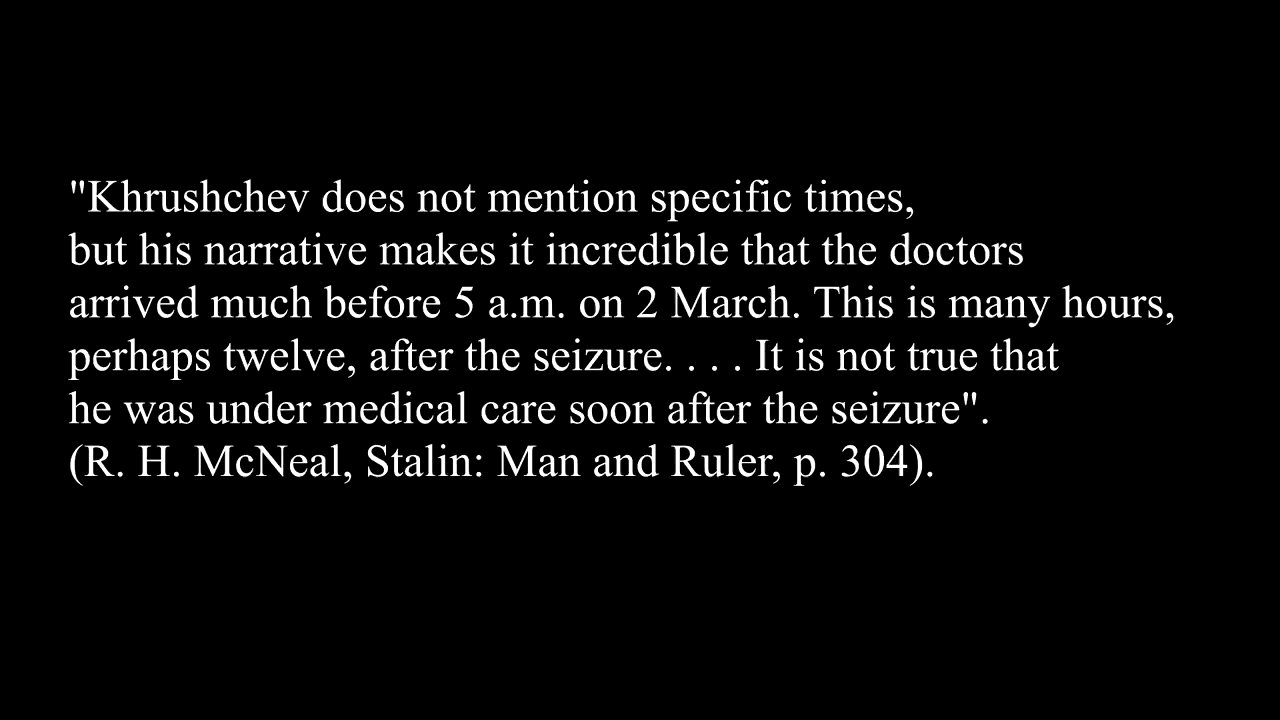 "Khrushchev does not mention specific times,
but his narrative makes it incredible that the doctors
arrived much before 5 a.m. on 2 March. This is many hours,
perhaps twelve, after the seizure. . . . It is not true that
he was under medical care soon after the seizure".
(R. H. McNeal, Stalin: Man and Ruler, p. 304).